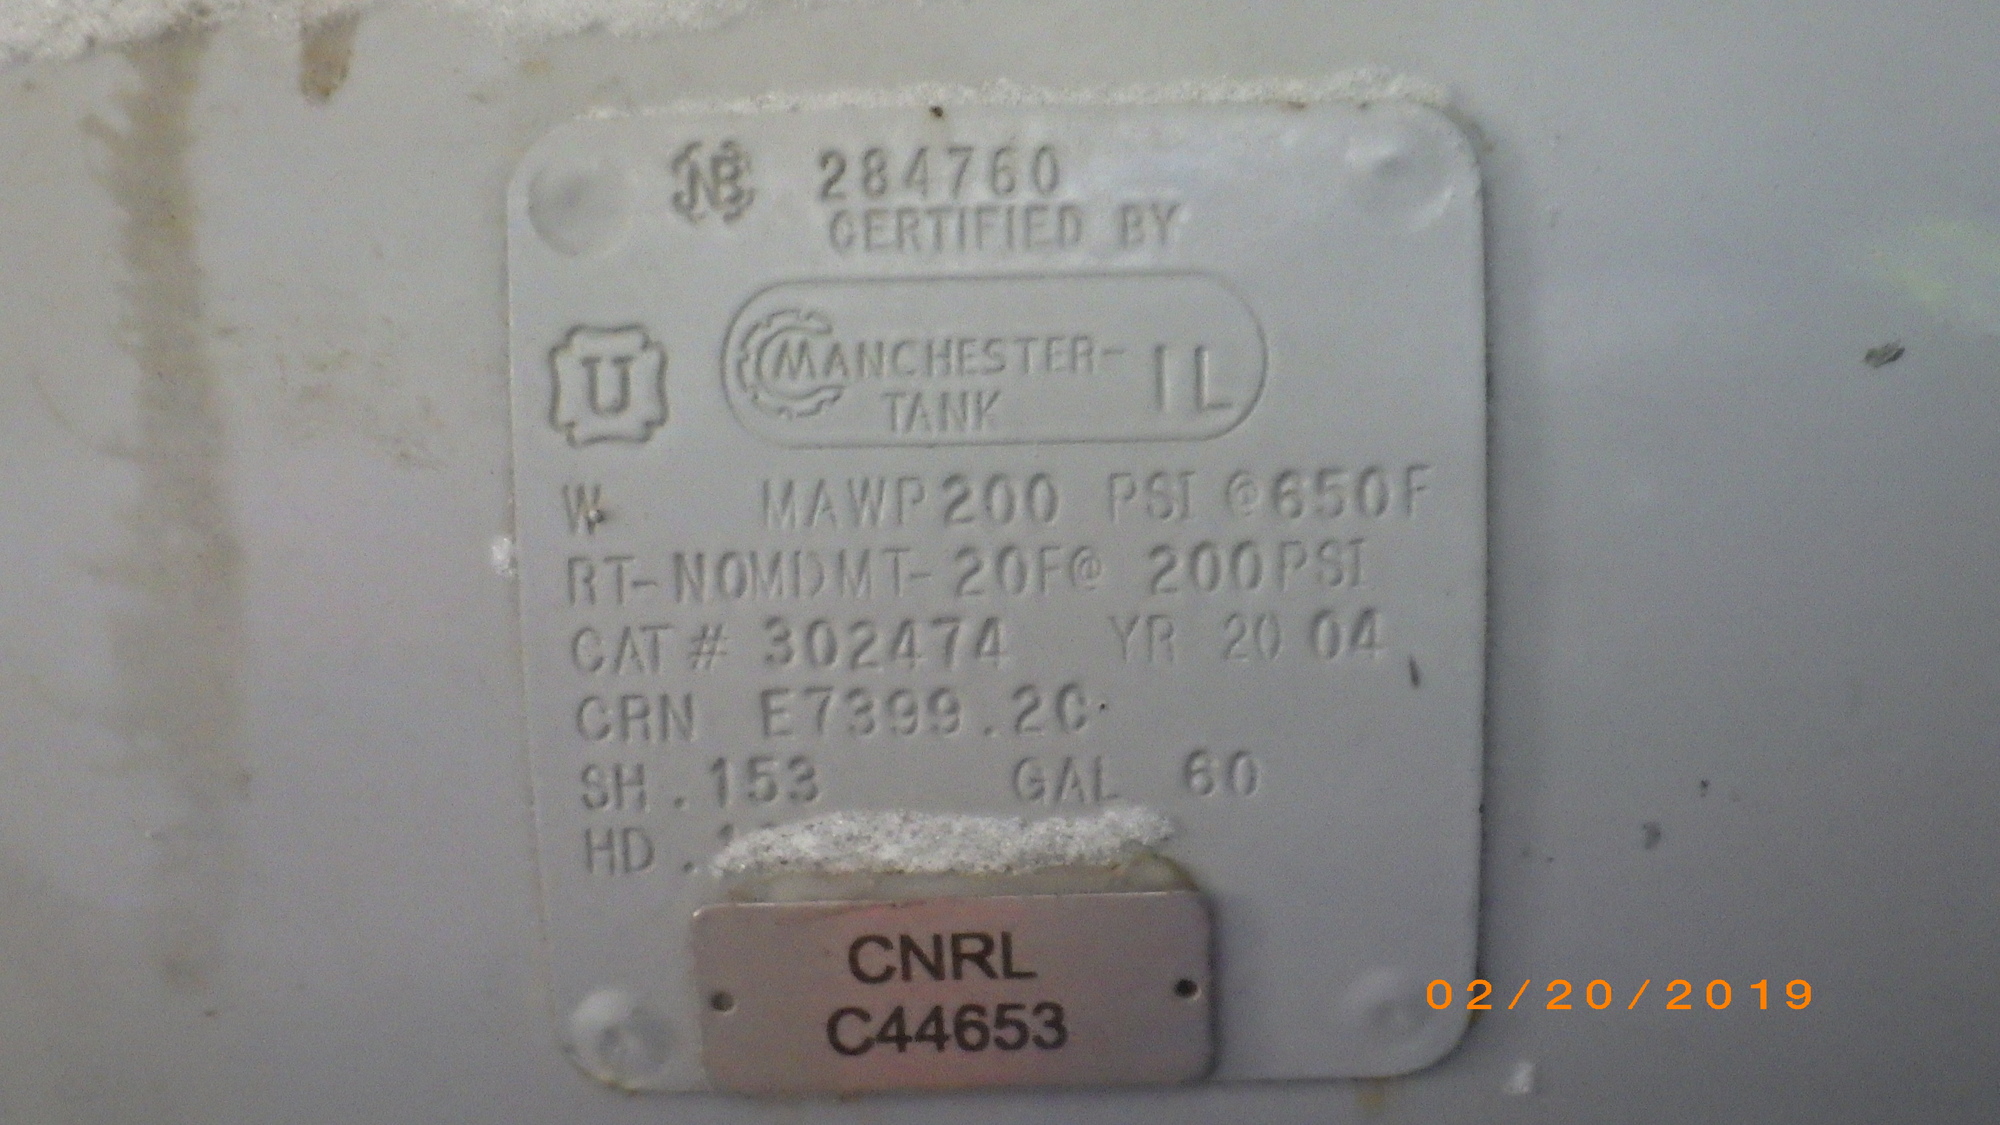 NB 284760
CERTIFIED BY
U
MANCHESTER-
TANK IL
W MAWP 200 PSI @ 650F
RT-NOMDMT-20F@ 200PSI
CAT# 302474 YR 20 04
CRN E7399.2C
SH .153 GAL 60
HD
CNRL
C44653
02/20/2019